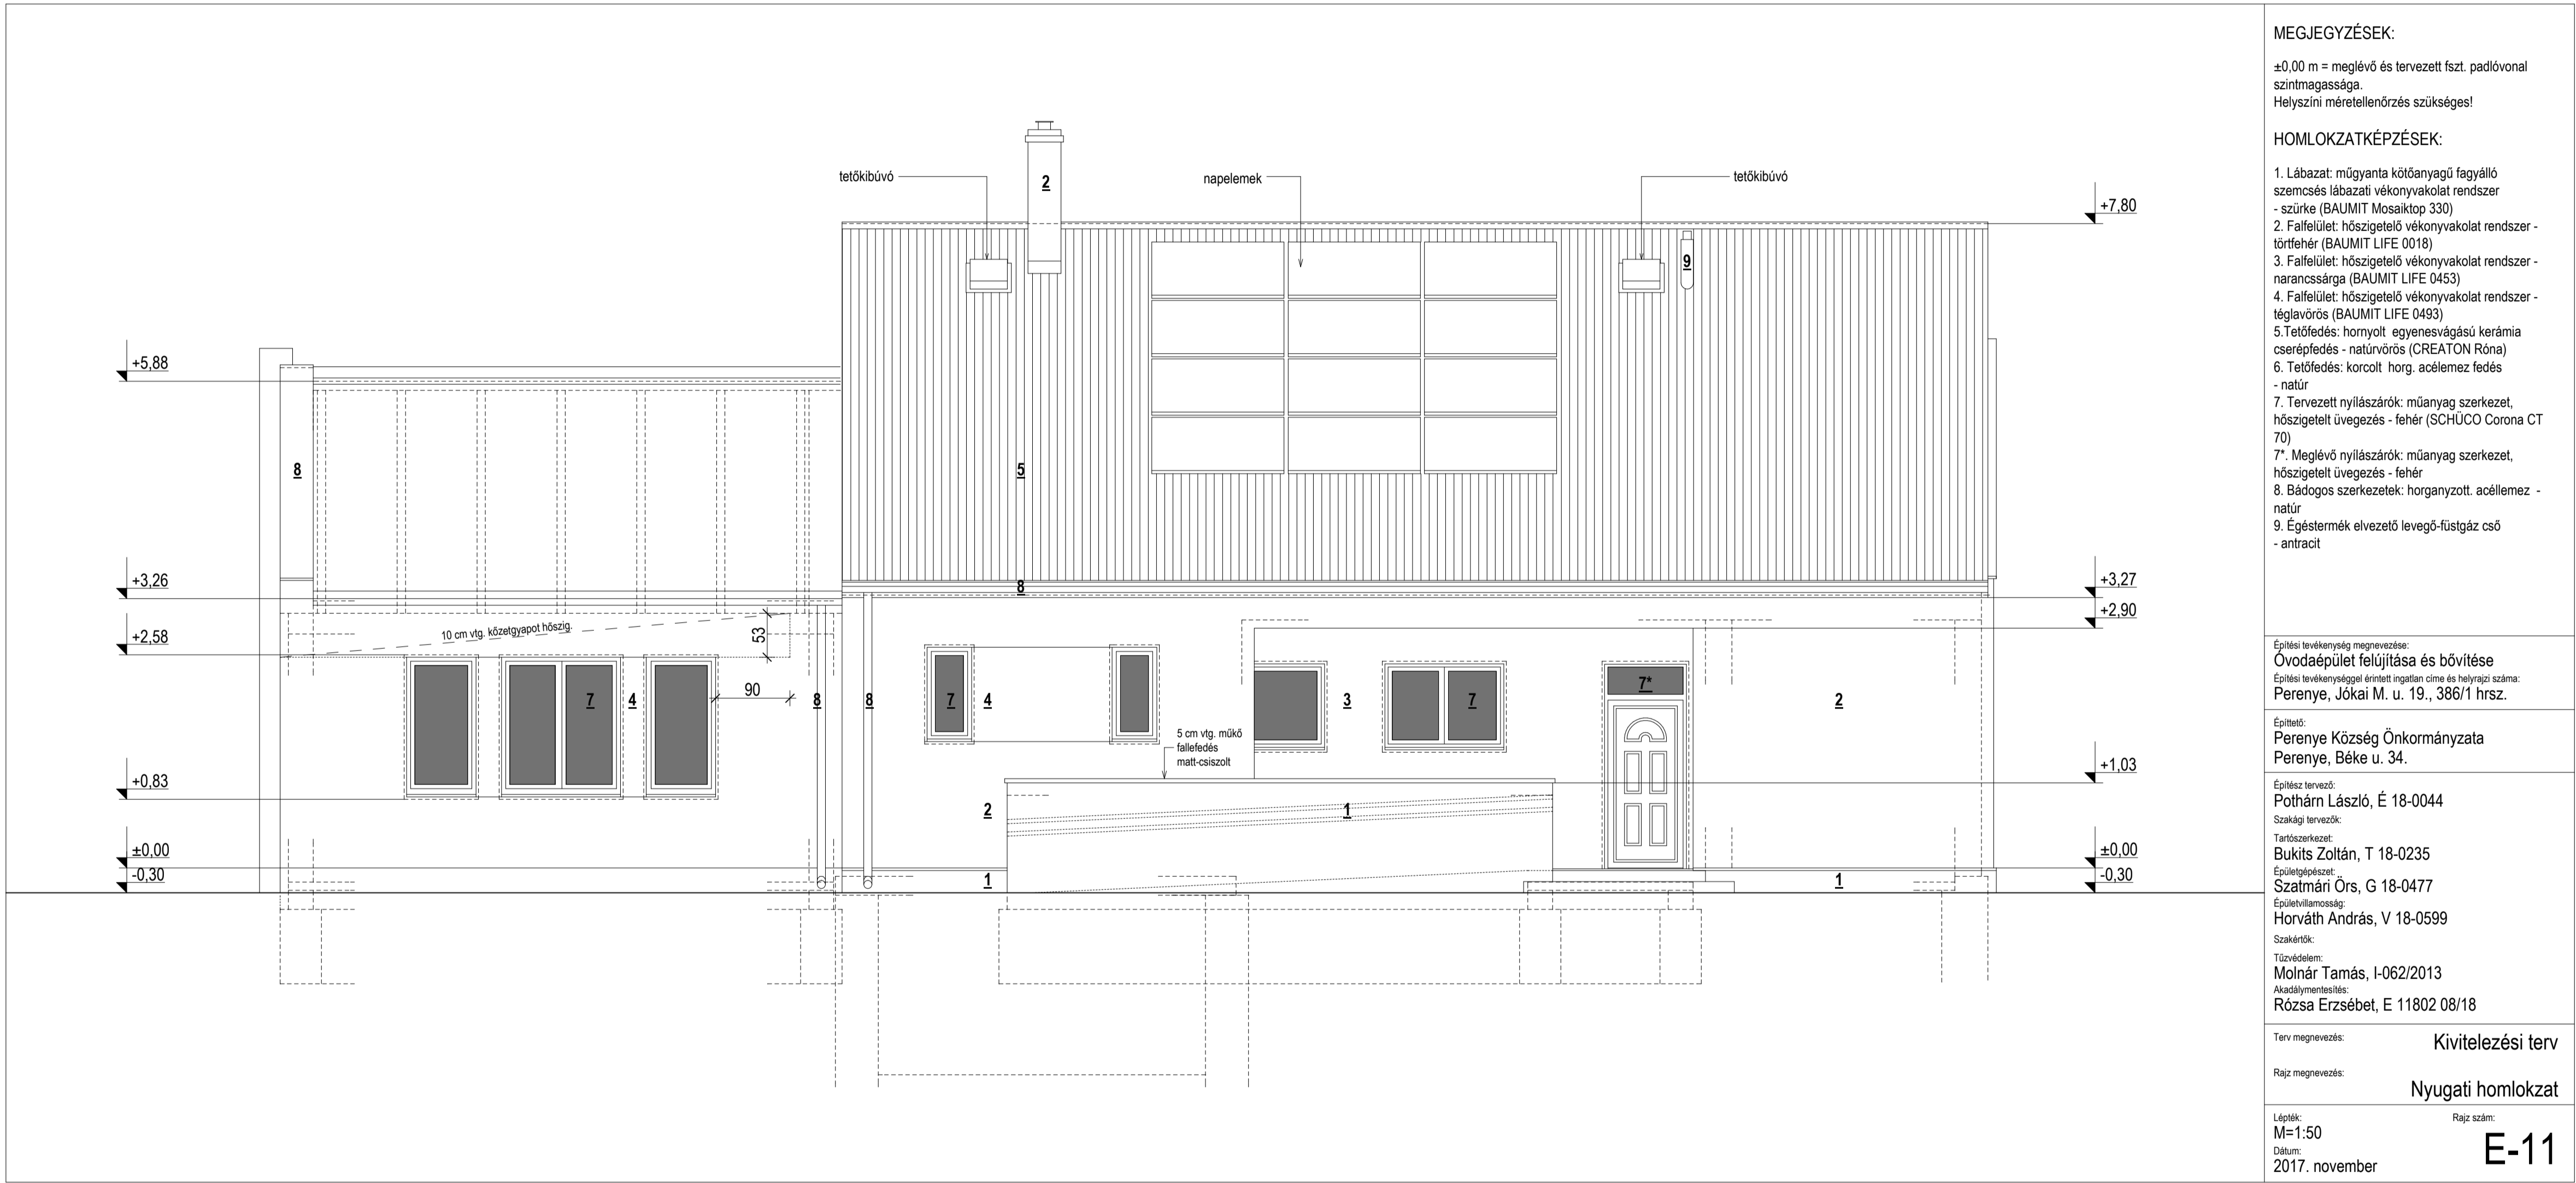 tetőkibúvó
2
napelemek
tetőkibúvó
+7,80
9
+5,88
8
5
+3,26
8
+3,27
+2,90
+2,58
10 cm vtg. kőzetgyapot hőszig.
53
90
7
4
8
8
7
4
3
7
7*
2
5 cm vtg. műkő
fallefedés
matt-csiszolt
+0,83
+1,03
2
1
±0,00
±0,00
-0,30
-0,30
1
1
MEGJEGYZÉSEK:
±0,00 m = meglévő és tervezett fszt. padlóvonal
szintmagassága.
Helyszíni méretellenőrzés szükséges!
HOMLOKZATKÉPZÉSEK:
1. Lábazat: műgyanta kötőanyagű fagyálló
szemcsés lábazati vékonyvakolat rendszer
- szürke (BAUMIT Mosaiktop 330)
2. Falfelület: hőszigetelő vékonyvakolat rendszer -
törtfehér (BAUMIT LIFE 0018)
3. Falfelület: hőszigetelő vékonyvakolat rendszer -
narancssárga (BAUMIT LIFE 0453)
4. Falfelület: hőszigetelő vékonyvakolat rendszer -
téglavörös (BAUMIT LIFE 0493)
5.Tetőfedés: hornyolt egyenesvágású kerámia
cserépfedés - natúrvörös (CREATON Róna)
6. Tetőfedés: korcolt horg. acélemez fedés
- natúr
7. Tervezett nyílászárók: műanyag szerkezet,
hőszigetelt üvegezés - fehér (SCHÜCO Corona CT
70)
7*. Meglévő nyílászárók: műanyag szerkezet,
hőszigetelt üvegezés - fehér
8. Bádogos szerkezetek: horganyzott. acéllemez -
natúr
9. Égéstermék elvezető levegő-füstgáz cső
- antracit
Építési tevékenység megnevezése:
Óvodaépület felújítása és bővítése
Építési tevékenységgel érintett ingatlan címe és helyrajzi száma:
Perenye, Jókai M. u. 19., 386/1 hrsz.
Építtető:
Perenye Község Önkormányzata
Perenye, Béke u. 34.
Építész tervező:
Pothárn László, É 18-0044
Szakági tervezők:
Tartószerkezet:
Bukits Zoltán, T 18-0235
Épületgépészet:
Szatmári Örs, G 18-0477
Épületvillamosság:
Horváth András, V 18-0599
Szakértők:
Tűzvédelem:
Molnár Tamás, I-062/2013
Akadálymentesítés:
Rózsa Erzsébet, E 11802 08/18
Terv megnevezés:
Kivitelezési terv
Rajz megnevezés:
Nyugati homlokzat
Lépték:
M=1:50
Rajz szám:
E-11
Dátum:
2017. november